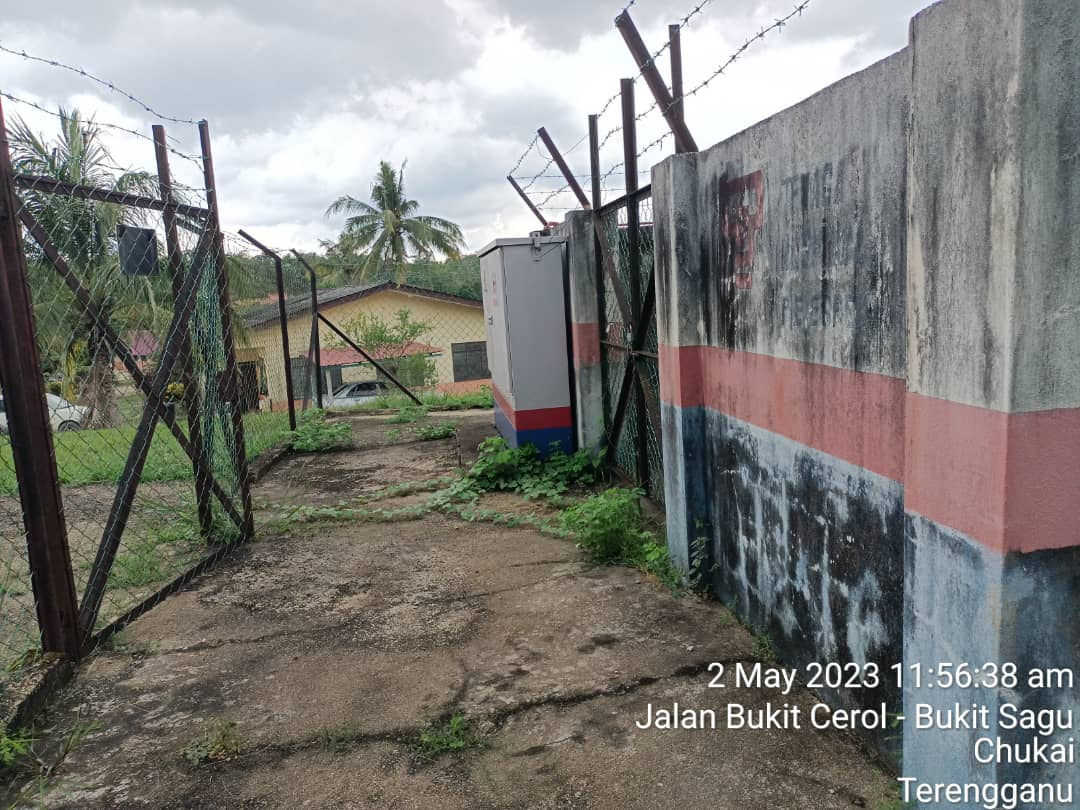 2 May 2023 11:56:38 am
Jalan Bukit Cerol - Bukit Sagu
Chukai
Terengganu